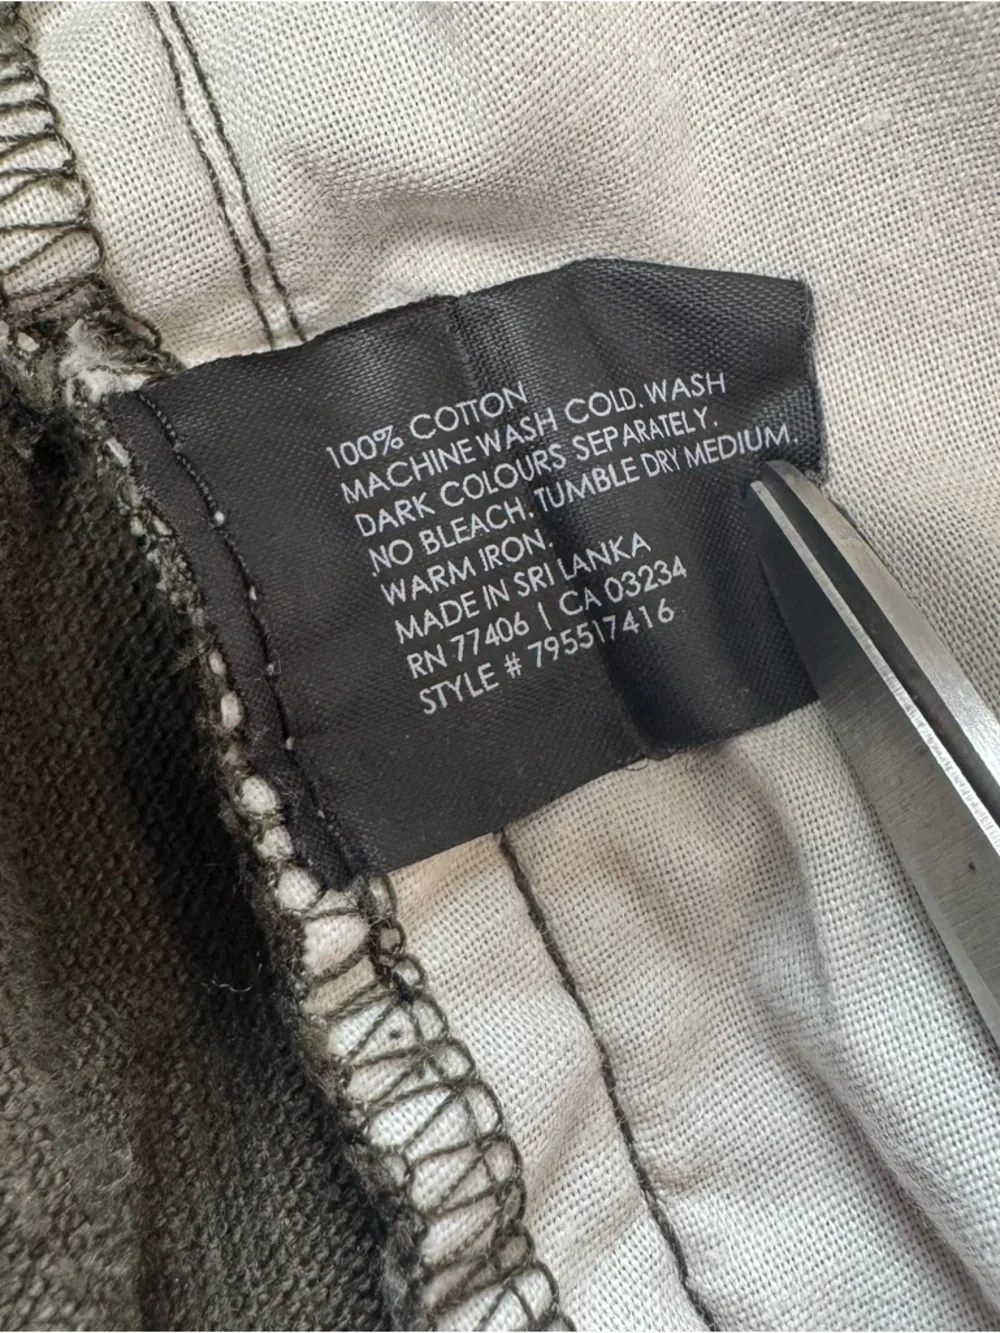 100% COTTON
MACHINE WASH COLD. WASH
DARK COLOURS SEPARATELY.
NO BLEACH. TUMBLE DRY MEDIUM.
WARM IRON.
MADE IN SRI LANKA
RN 77406 | CA 03234
STYLE # 795517416